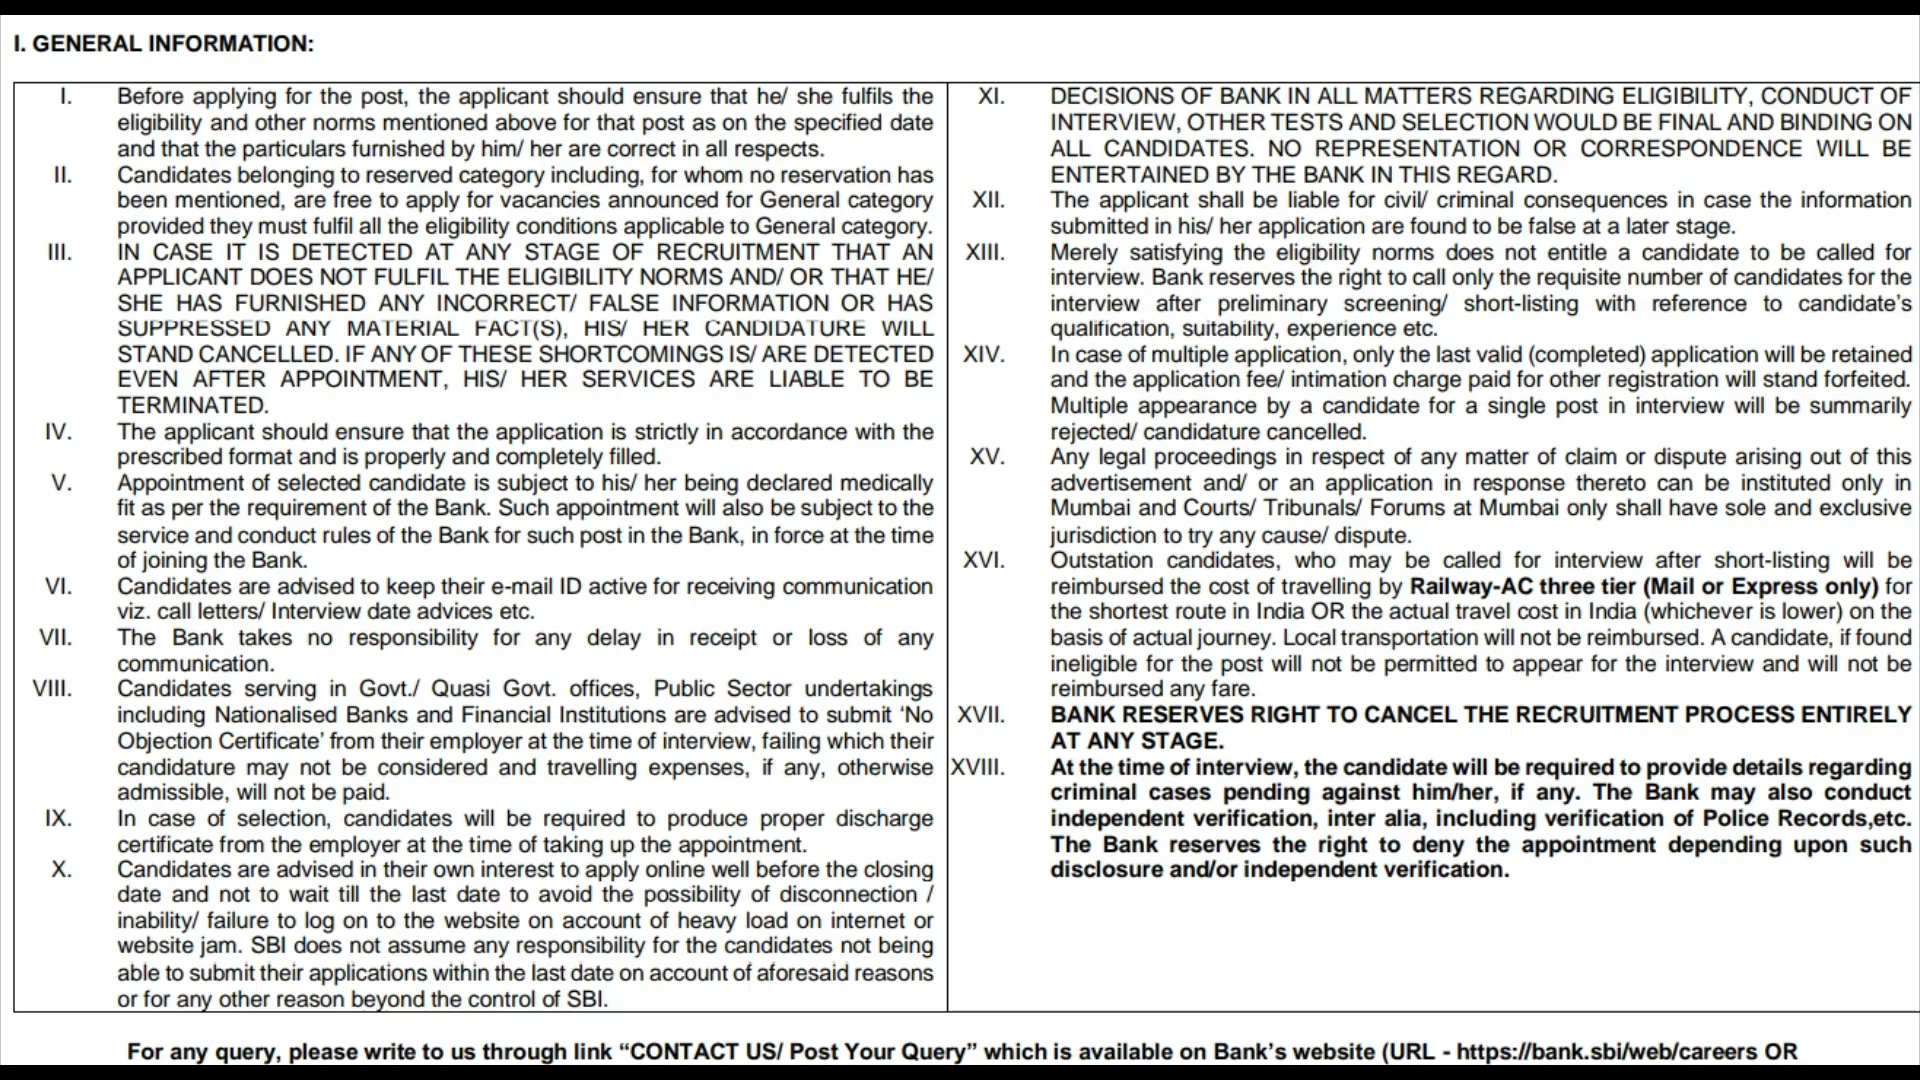 I. GENERAL INFORMATION:
I. Before applying for the post, the applicant should ensure that he/ she fulfils the
eligibility and other norms mentioned above for that post as on the specified date
and that the particulars furnished by him/ her are correct in all respects.
II. Candidates belonging to reserved category including, for whom no reservation has
been mentioned, are free to apply for vacancies announced for General category
provided they must fulfil all the eligibility conditions applicable to General category.
III. IN CASE IT IS DETECTED AT ANY STAGE OF RECRUITMENT THAT AN
APPLICANT DOES NOT FULFIL THE ELIGIBILITY NORMS AND/ OR THAT HE/
SHE HAS FURNISHED ANY INCORRECT/ FALSE INFORMATION OR HAS
SUPPRESSED ANY MATERIAL FACT(S), HIS/ HER CANDIDATURE WILL
STAND CANCELLED. IF ANY OF THESE SHORTCOMINGS IS/ ARE DETECTED
EVEN AFTER APPOINTMENT, HIS/ HER SERVICES ARE LIABLE TO BE
TERMINATED.
IV. The applicant should ensure that the application is strictly in accordance with the
prescribed format and is properly and completely filled.
V. Appointment of selected candidate is subject to his/ her being declared medically
fit as per the requirement of the Bank. Such appointment will also be subject to the
service and conduct rules of the Bank for such post in the Bank, in force at the time
of joining the Bank.
VI. Candidates are advised to keep their e-mail ID active for receiving communication
viz. call letters/ Interview date advices etc.
VII. The Bank takes no responsibility for any delay in receipt or loss of any
communication.
VIII. Candidates serving in Govt./ Quasi Govt. offices, Public Sector undertakings
including Nationalised Banks and Financial Institutions are advised to submit ‘No
Objection Certificate’ from their employer at the time of interview, failing which their
candidature may not be considered and travelling expenses, if any, otherwise
admissible, will not be paid.
IX. In case of selection, candidates will be required to produce proper discharge
certificate from the employer at the time of taking up the appointment.
X. Candidates are advised in their own interest to apply online well before the closing
date and not to wait till the last date to avoid the possibility of disconnection /
inability/ failure to log on to the website on account of heavy load on internet or
website jam. SBI does not assume any responsibility for the candidates not being
able to submit their applications within the last date on account of aforesaid reasons
or for any other reason beyond the control of SBI.
XI. DECISIONS OF BANK IN ALL MATTERS REGARDING ELIGIBILITY, CONDUCT OF
INTERVIEW, OTHER TESTS AND SELECTION WOULD BE FINAL AND BINDING ON
ALL CANDIDATES. NO REPRESENTATION OR CORRESPONDENCE WILL BE
ENTERTAINED BY THE BANK IN THIS REGARD.
XII. The applicant shall be liable for civil/ criminal consequences in case the information
submitted in his/ her application are found to be false at a later stage.
XIII. Merely satisfying the eligibility norms does not entitle a candidate to be called for
interview. Bank reserves the right to call only the requisite number of candidates for the
interview after preliminary screening/ short-listing with reference to candidate’s
qualification, suitability, experience etc.
XIV. In case of multiple application, only the last valid (completed) application will be retained
and the application fee/ intimation charge paid for other registration will stand forfeited.
Multiple appearance by a candidate for a single post in interview will be summarily
rejected/ candidature cancelled.
XV. Any legal proceedings in respect of any matter of claim or dispute arising out of this
advertisement and/ or an application in response thereto can be instituted only in
Mumbai and Courts/ Tribunals/ Forums at Mumbai only shall have sole and exclusive
jurisdiction to try any cause/ dispute.
XVI. Outstation candidates, who may be called for interview after short-listing will be
reimbursed the cost of travelling by Railway-AC three tier (Mail or Express only) for
the shortest route in India OR the actual travel cost in India (whichever is lower) on the
basis of actual journey. Local transportation will not be reimbursed. A candidate, if found
ineligible for the post will not be permitted to appear for the interview and will not be
reimbursed any fare.
XVII. BANK RESERVES RIGHT TO CANCEL THE RECRUITMENT PROCESS ENTIRELY
AT ANY STAGE.
XVIII. At the time of interview, the candidate will be required to provide details regarding
criminal cases pending against him/her, if any. The Bank may also conduct
independent verification, inter alia, including verification of Police Records,etc.
The Bank reserves the right to deny the appointment depending upon such
disclosure and/or independent verification.
For any query, please write to us through link “CONTACT US/ Post Your Query” which is available on Bank’s website (URL - https://bank.sbi/web/careers OR